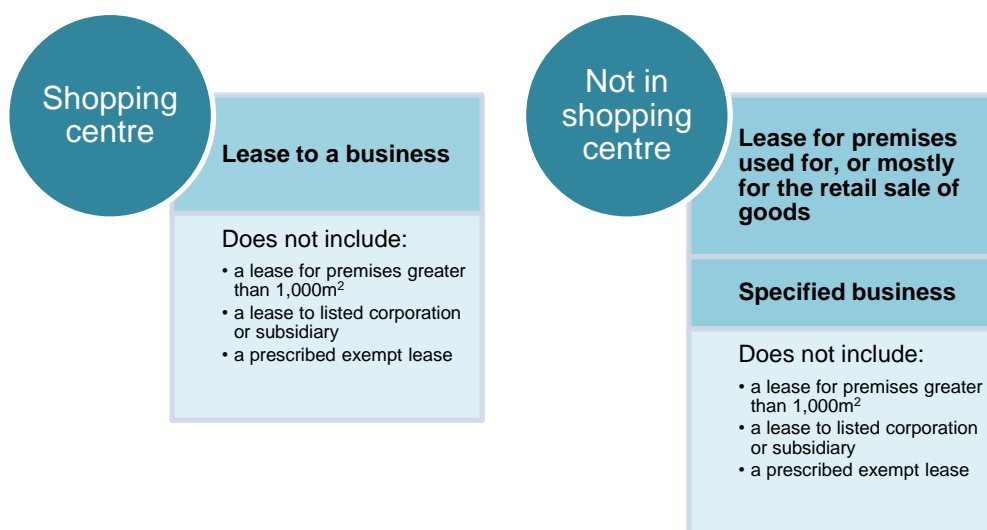 Shopping
centre
Lease to a business
Does not include:
• a lease for premises greater
than 1,000m²
• a lease to listed corporation
or subsidiary
• a prescribed exempt lease
Not in
shopping
centre
Lease for premises
used for, or mostly
for the retail sale of
goods
Specified business
Does not include:
• a lease for premises greater
than 1,000m²
• a lease to listed corporation
or subsidiary
• a prescribed exempt lease